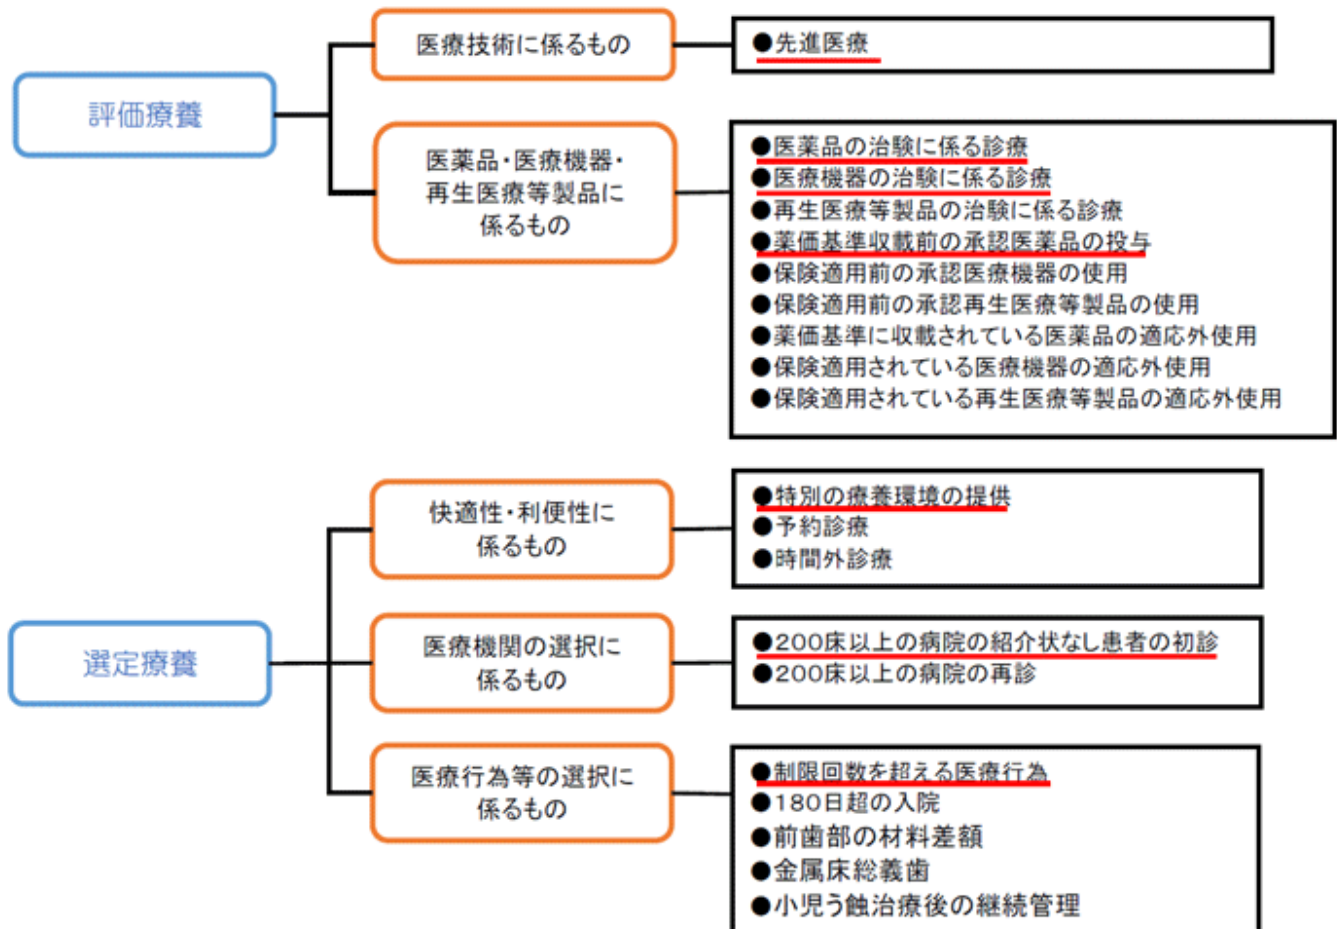 評価療養
医療技術に係るもの
●先進医療
医薬品・医療機器・
再生医療等製品に
係るもの
●医薬品の治験に係る診療
●医療機器の治験に係る診療
●再生医療等製品の治験に係る診療
●薬価基準収載前の承認医薬品の投与
●保険適用前の承認医療機器の使用
●保険適用前の承認再生医療等製品の使用
●薬価基準に収載されている医薬品の適応外使用
●保険適用されている医療機器の適応外使用
●保険適用されている再生医療等製品の適応外使用
選定療養
快適性・利便性に
係るもの
●特別の療養環境の提供
●予約診療
●時間外診療
医療機関の選択に
係るもの
●200床以上の病院の紹介状なし患者の初診
●200床以上の病院の再診
医療行為等の選択に
係るもの
●制限回数を超える医療行為
●180日超の入院
●前歯部の材料差額
●金属床総義歯
●小児う蝕治療後の継続管理